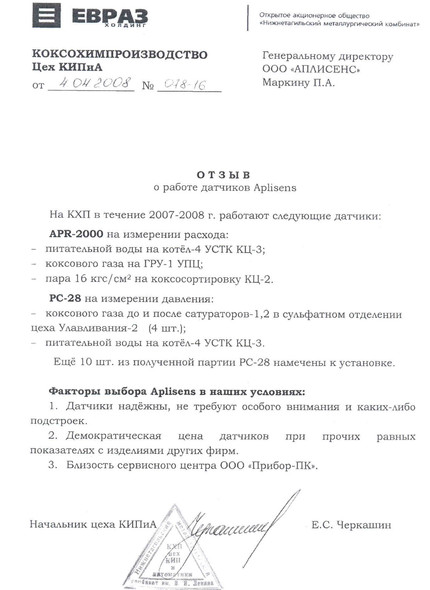 ЕВРАЗ
ХОЛДИНГ
Открытое акционерное общество
«Нижнетагильский металлургический комбинат»
КОКСОХИМПРОИЗВОДСТВО
Цех КИПиА
от 4 04 2008 № 018-16
Генеральному директору
ООО «АПЛИСЕНС»
Маркину П.А.
ОТЗЫВ
о работе датчиков Aplisens
На КХП в течение 2007-2008 г. работают следующие датчики:
APR-2000 на измерении расхода:
– питательной воды на котёл-4 УСТК КЦ-3;
– коксового газа на ГРУ-1 УПЦ;
– пара 16 кгс/см² на коксосортировку КЦ-2.
PC-28 на измерении давления:
– коксового газа до и после сатураторов-1,2 в сульфатном отделении
цеха Улавливания-2 (4 шт.);
– питательной воды на котёл-4 УСТК КЦ-3.
Ещё 10 шт. из полученной партии PC-28 намечены к установке.
Факторы выбора Aplisens в наших условиях:
1. Датчики надёжны, не требуют особого внимания и каких-либо
подстроек.
2. Демократическая цена датчиков при прочих равных
показателях с изделиями других фирм.
3. Близость сервисного центра ООО «Прибор-ПК».
Начальник цеха КИПиА
Е.С. Черкашин
КХП
цех
КИП
и
автоматики